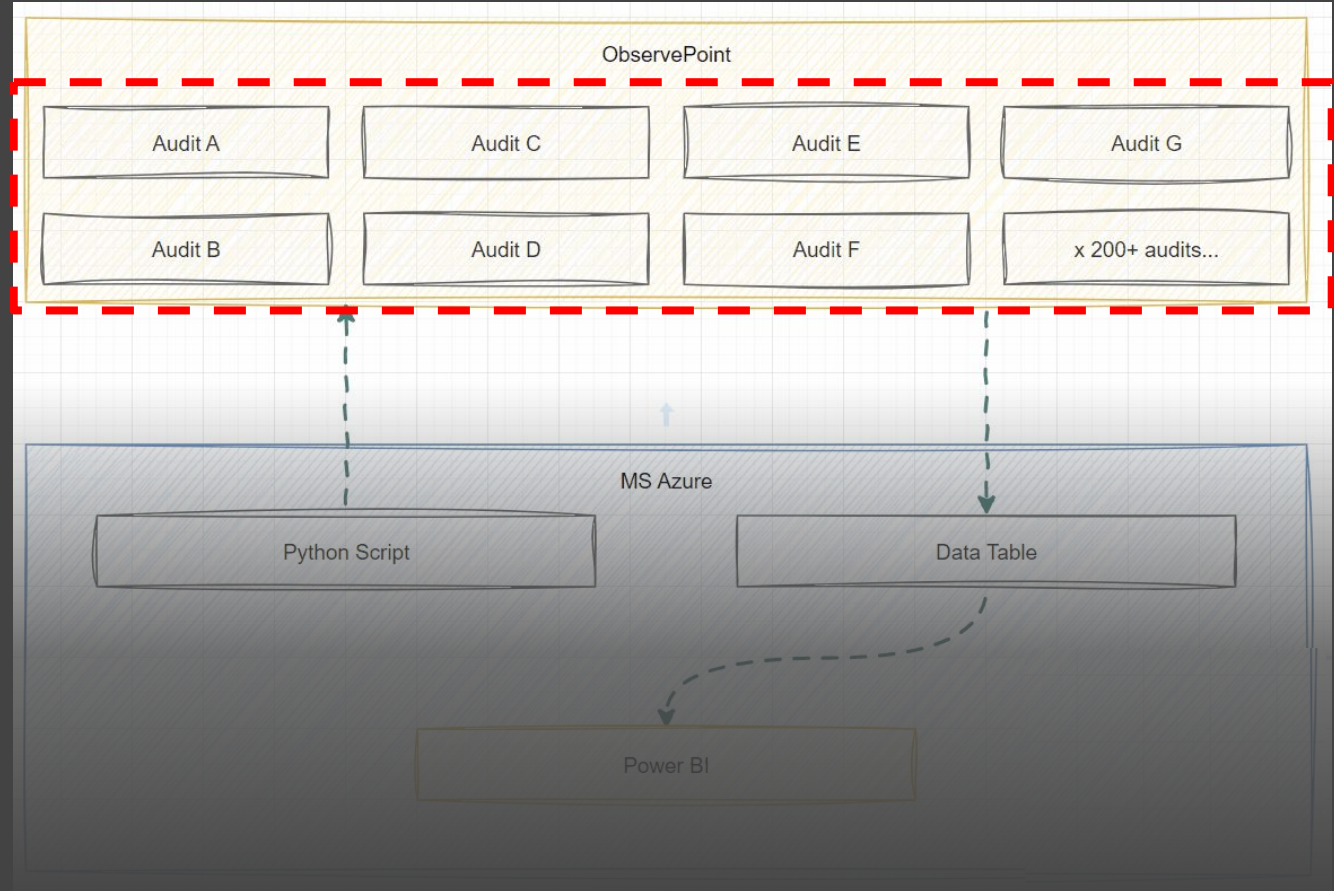 ObservePoint
Audit A
Audit C
Audit E
Audit G
Audit B
Audit D
Audit F
x 200+ audits...
MS Azure
Python Script
Data Table
Power BI